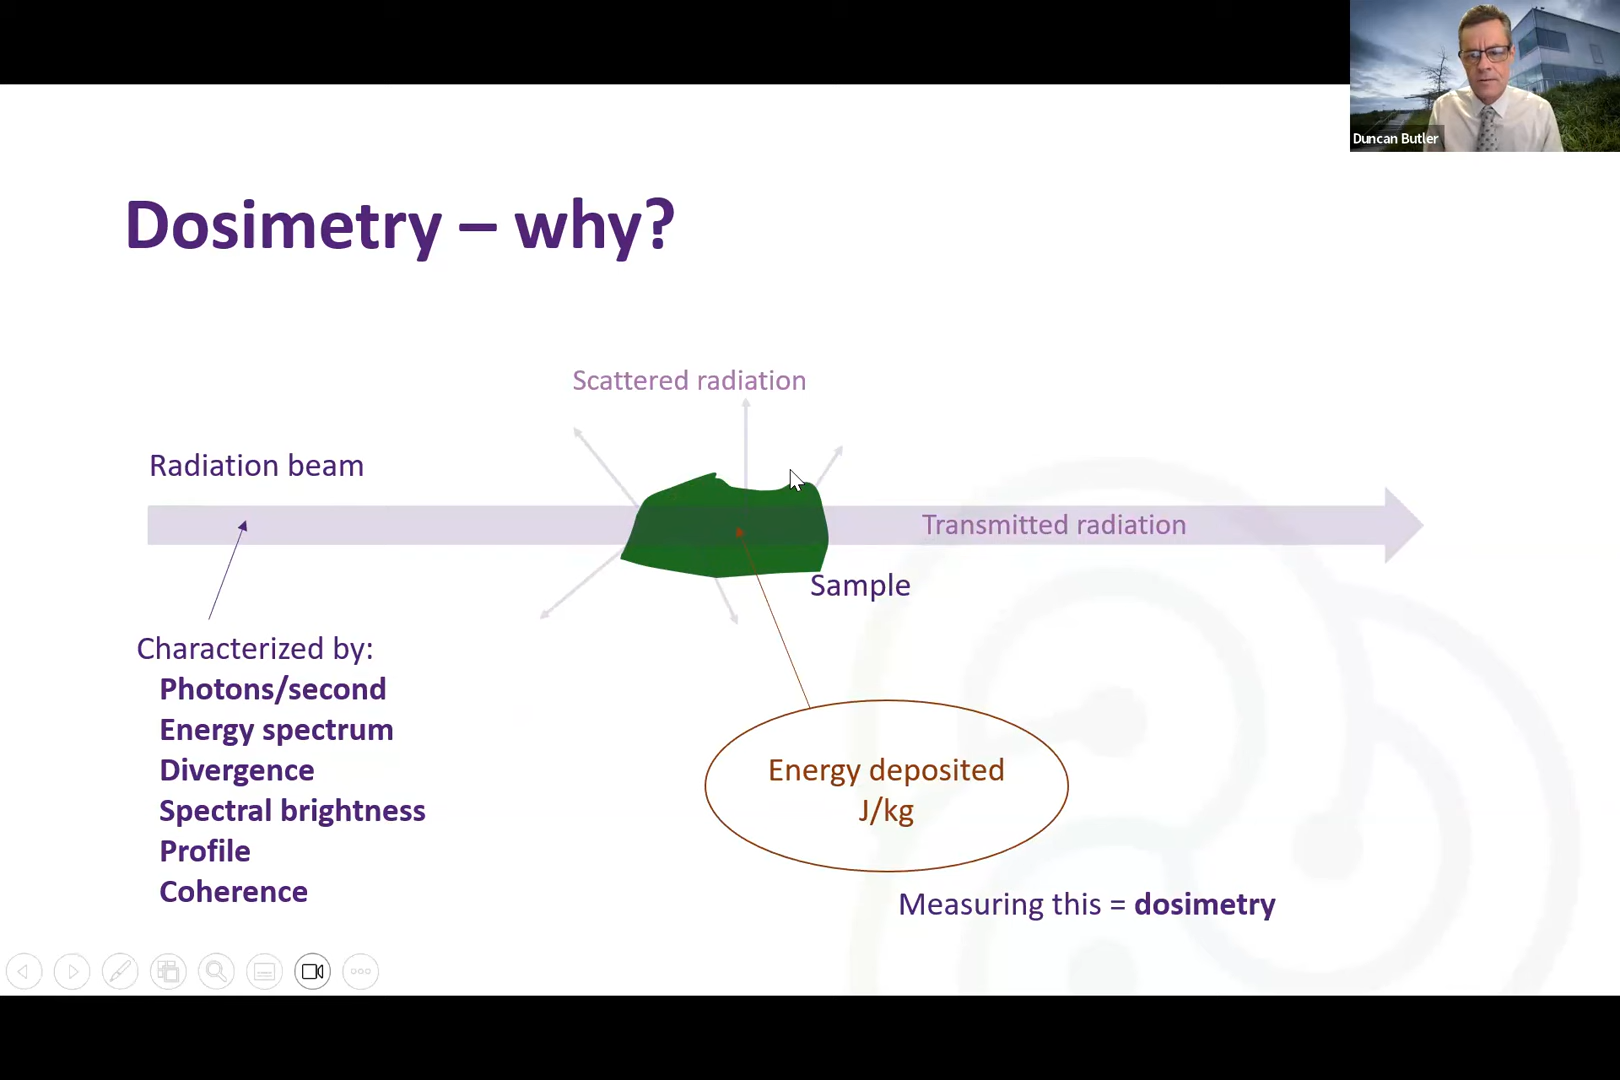 Duncan Butler
Dosimetry – why?
Scattered radiation
Radiation beam
Transmitted radiation
Sample
Characterized by:
Photons/second
Energy spectrum
Divergence
Spectral brightness
Profile
Coherence
Energy deposited
J/kg
Measuring this = dosimetry